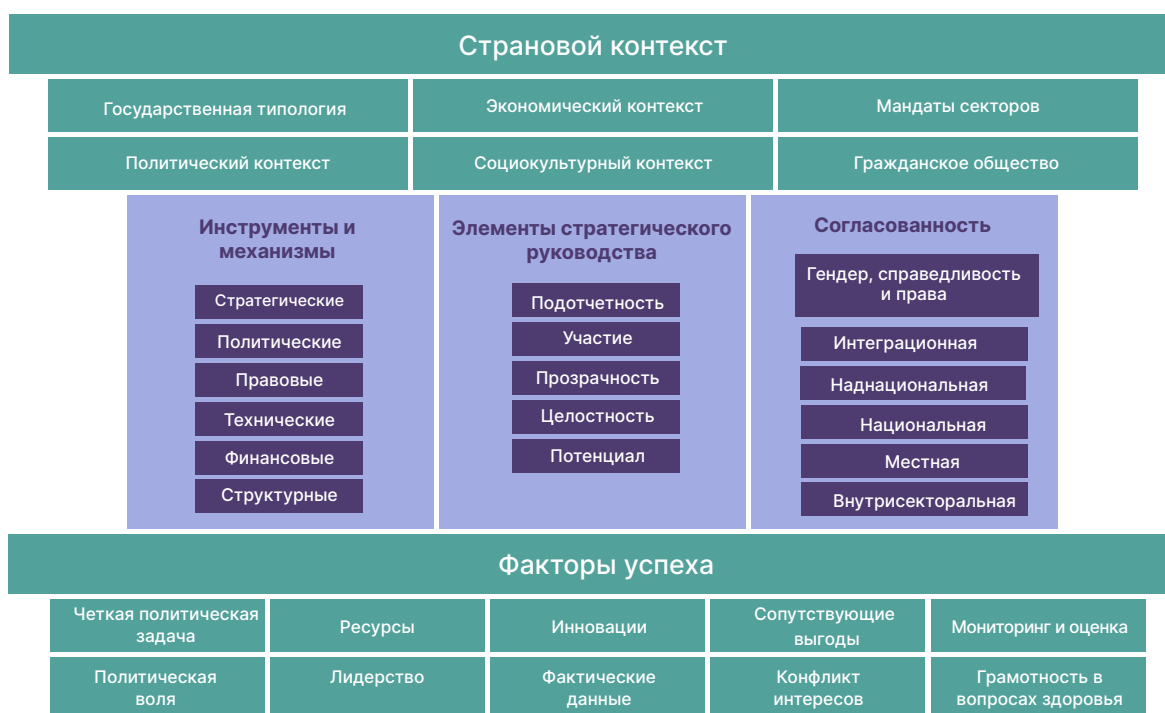 Страновой контекст
Государственная типология
Экономический контекст
Мандаты секторов
Политический контекст
Социокультурный контекст
Гражданское общество
Инструменты и
механизмы
Стратегические
Политические
Правовые
Технические
Финансовые
Структурные
Элементы стратегического
руководства
Подотчетность
Участие
Прозрачность
Целостность
Потенциал
Согласованность
Гендер, справедливость
и права
Интеграционная
Наднациональная
Национальная
Местная
Внутрисекторальная
Факторы успеха
Четкая политическая
задача
Ресурсы
Инновации
Сопутствующие
выгоды
Мониторинг и оценка
Политическая
воля
Лидерство
Фактические
данные
Конфликт
интересов
Грамотность в
вопросах здоровья